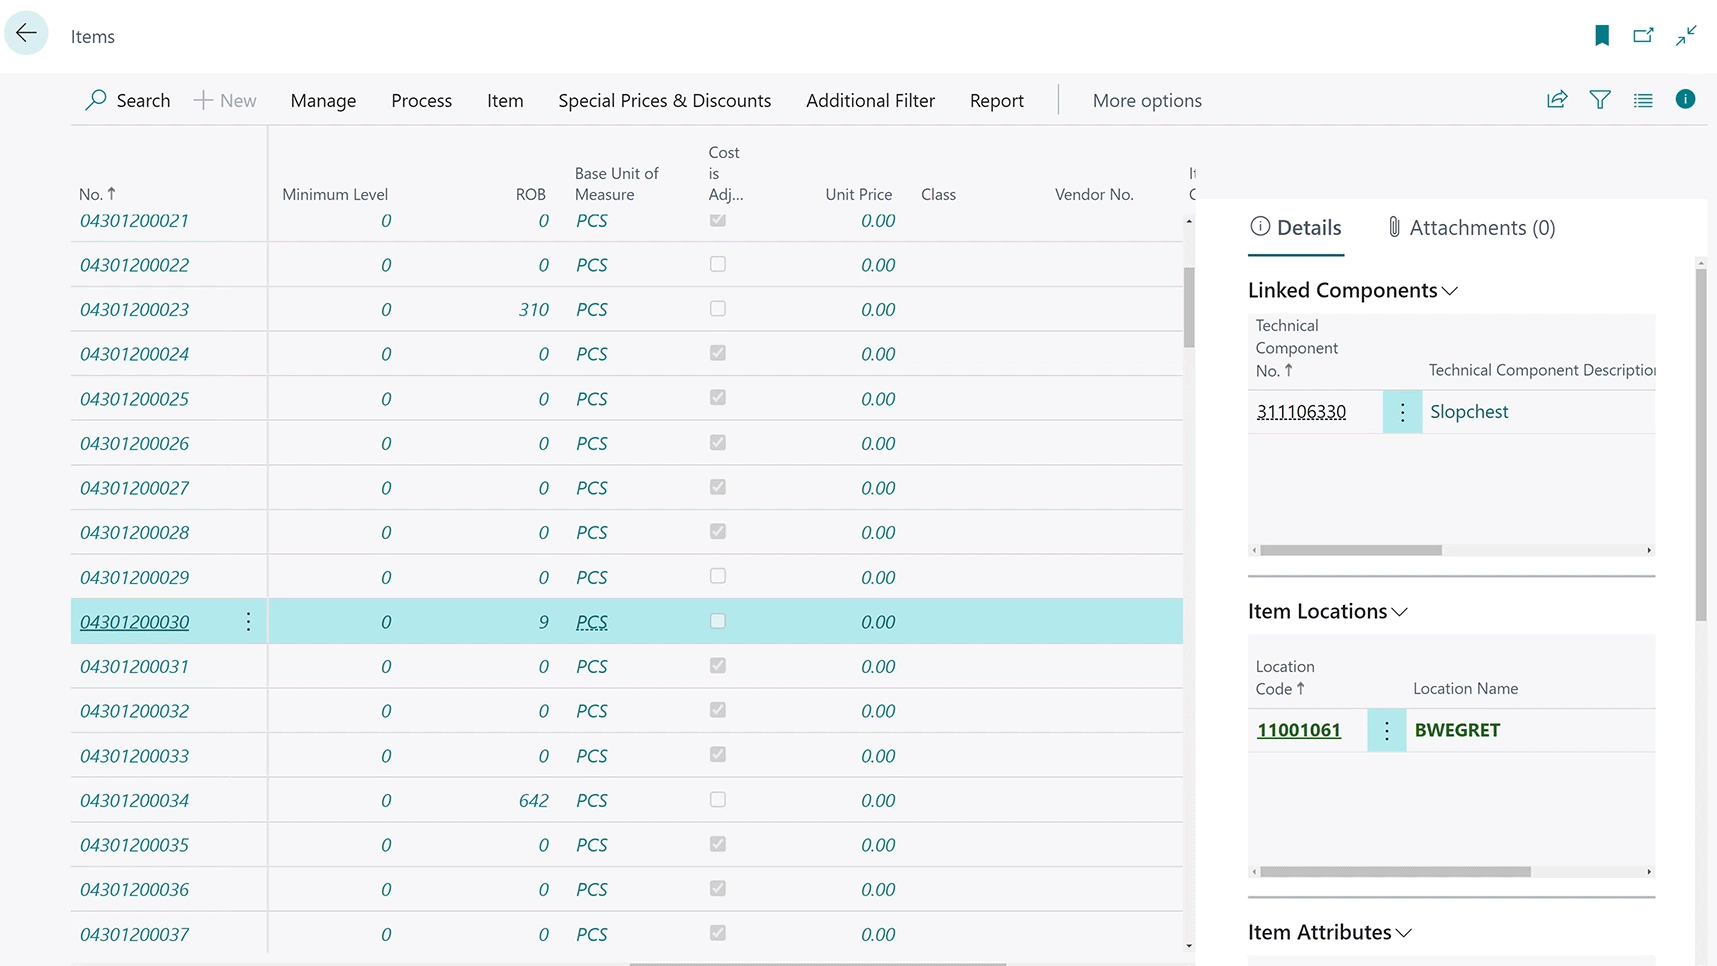 Items
Search New Manage Process Item Special Prices & Discounts Additional Filter Report More options
No.↑ Minimum Level ROB Base Unit of Measure Cost is Adj... Unit Price Class Vendor No.
04301200021 0 0 PCS 0.00
04301200022 0 0 PCS 0.00
04301200023 0 310 PCS 0.00
04301200024 0 0 PCS 0.00
04301200025 0 0 PCS 0.00
04301200026 0 0 PCS 0.00
04301200027 0 0 PCS 0.00
04301200028 0 0 PCS 0.00
04301200029 0 0 PCS 0.00
04301200030 0 9 PCS 0.00
04301200031 0 0 PCS 0.00
04301200032 0 0 PCS 0.00
04301200033 0 0 PCS 0.00
04301200034 0 642 PCS 0.00
04301200035 0 0 PCS 0.00
04301200036 0 0 PCS 0.00
04301200037 0 0 PCS 0.00
Details Attachments (0)
Linked Components
Technical
Component
No.↑ Technical Component Description
311106330 Slopchest
Item Locations
Location
Code↑ Location Name
11001061 BWEGRET
Item Attributes